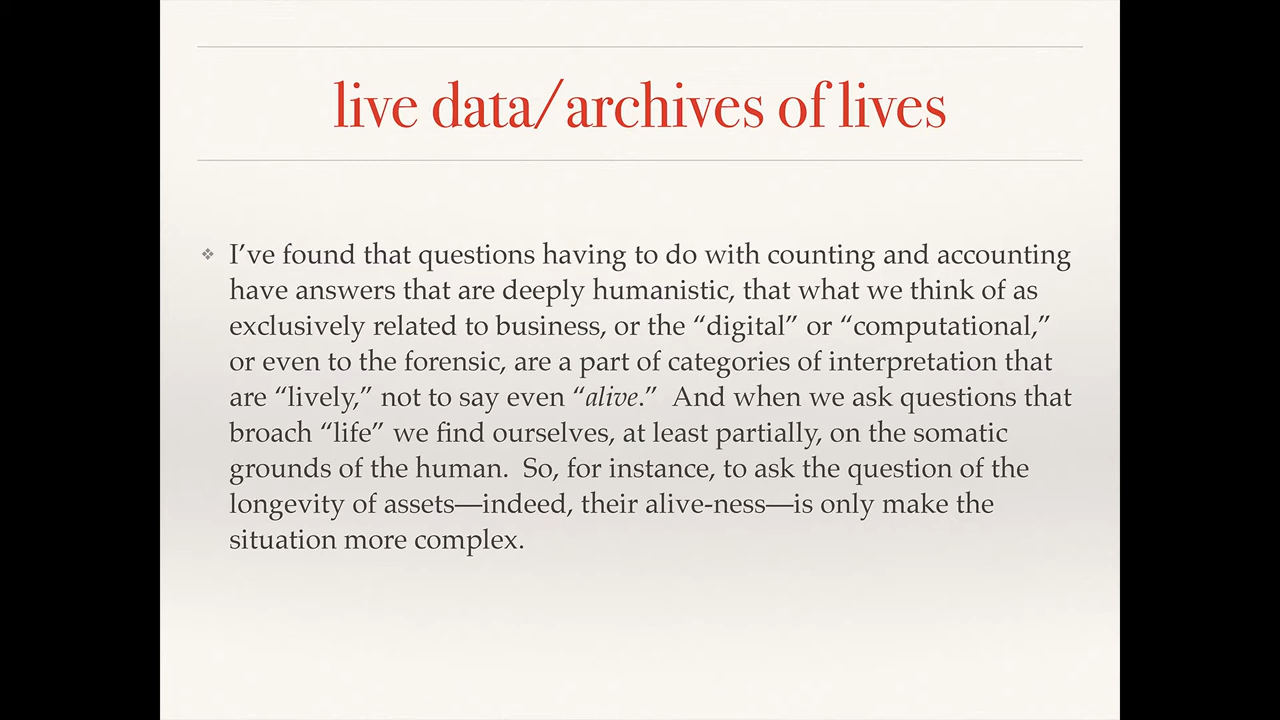 live data/archives of lives
I’ve found that questions having to do with counting and accounting
have answers that are deeply humanistic, that what we think of as
exclusively related to business, or the “digital” or “computational,”
or even to the forensic, are a part of categories of interpretation that
are “lively,” not to say even “alive.”  And when we ask questions that
broach “life” we find ourselves, at least partially, on the somatic
grounds of the human.  So, for instance, to ask the question of the
longevity of assets—indeed, their alive-ness—is only make the
situation more complex.